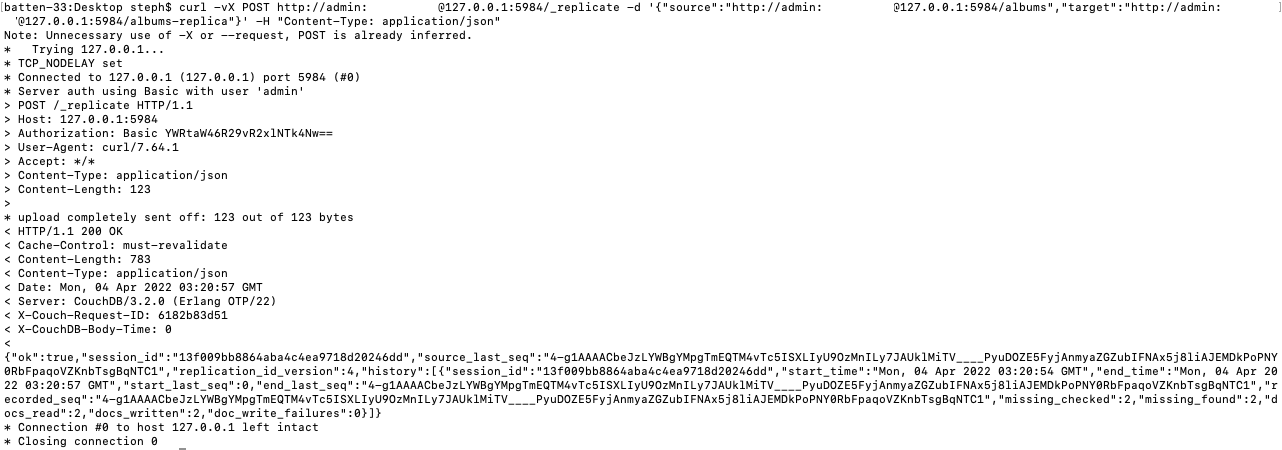 [batten-33:Desktop steph$ curl -vX POST http://admin: @127.0.0.1:5984/_replicate -d '{"source":"http://admin: @127.0.0.1:5984/albums","target":"http://admin: ]
'@127.0.0.1:5984/albums-replica"}' -H "Content-Type: application/json"
Note: Unnecessary use of -X or --request, POST is already inferred.
* Trying 127.0.0.1...
* TCP_NODELAY set
* Connected to 127.0.0.1 (127.0.0.1) port 5984 (#0)
* Server auth using Basic with user 'admin'
> POST /_replicate HTTP/1.1
> Host: 127.0.0.1:5984
> Authorization: Basic YWRtaW46R29vR2xlNTk4Nw==
> User-Agent: curl/7.64.1
> Accept: */*
> Content-Type: application/json
> Content-Length: 123
>
* upload completely sent off: 123 out of 123 bytes
< HTTP/1.1 200 OK
< Cache-Control: must-revalidate
< Content-Length: 783
< Content-Type: application/json
< Date: Mon, 04 Apr 2022 03:20:57 GMT
< Server: CouchDB/3.2.0 (Erlang OTP/22)
< X-Couch-Request-ID: 6182b83d51
< X-CouchDB-Body-Time: 0
<
{"ok":true,"session_id":"13f009bb8864aba4c4ea9718d20246dd","source_last_seq":"4-g1AAAACbeJzLYWBgYMpgTmEQTM4vTc5ISXLIyU9OzMnILy7JAUklMiTV____PyuDOZE5FyjAnmyaZGZubIFNAx5j8liAJEMDkPoPNY0RbFpaqoVZKnbTsgBqNTC1","replication_id_version":4,"history":[{"session_id":"13f009bb8864aba4c4ea9718d20246dd","start_time":"Mon, 04 Apr 2022 03:20:54 GMT","end_time":"Mon, 04 Apr 20
22 03:20:57 GMT","start_last_seq":0,"end_last_seq":"4-g1AAAACbeJzLYWBgYMpgTmEQTM4vTc5ISXLIyU9OzMnILy7JAUklMiTV____PyuDOZE5FyjAnmyaZGZubIFNAx5j8liAJEMDkPoPNY0RbFpaqoVZKnbTsgBqNTC1","r
ecorded_seq":"4-g1AAAACbeJzLYWBgYMpgTmEQTM4vTc5ISXLIyU9OzMnILy7JAUklMiTV____PyuDOZE5FyjAnmyaZGZubIFNAx5j8liAJEMDkPoPNY0RbFpaqoVZKnbTsgBqNTC1","missing_checked":2,"missing_found":2,"d
ocs_read":2,"docs_written":2,"doc_write_failures":0}]}
* Connection #0 to host 127.0.0.1 left intact
* Closing connection 0